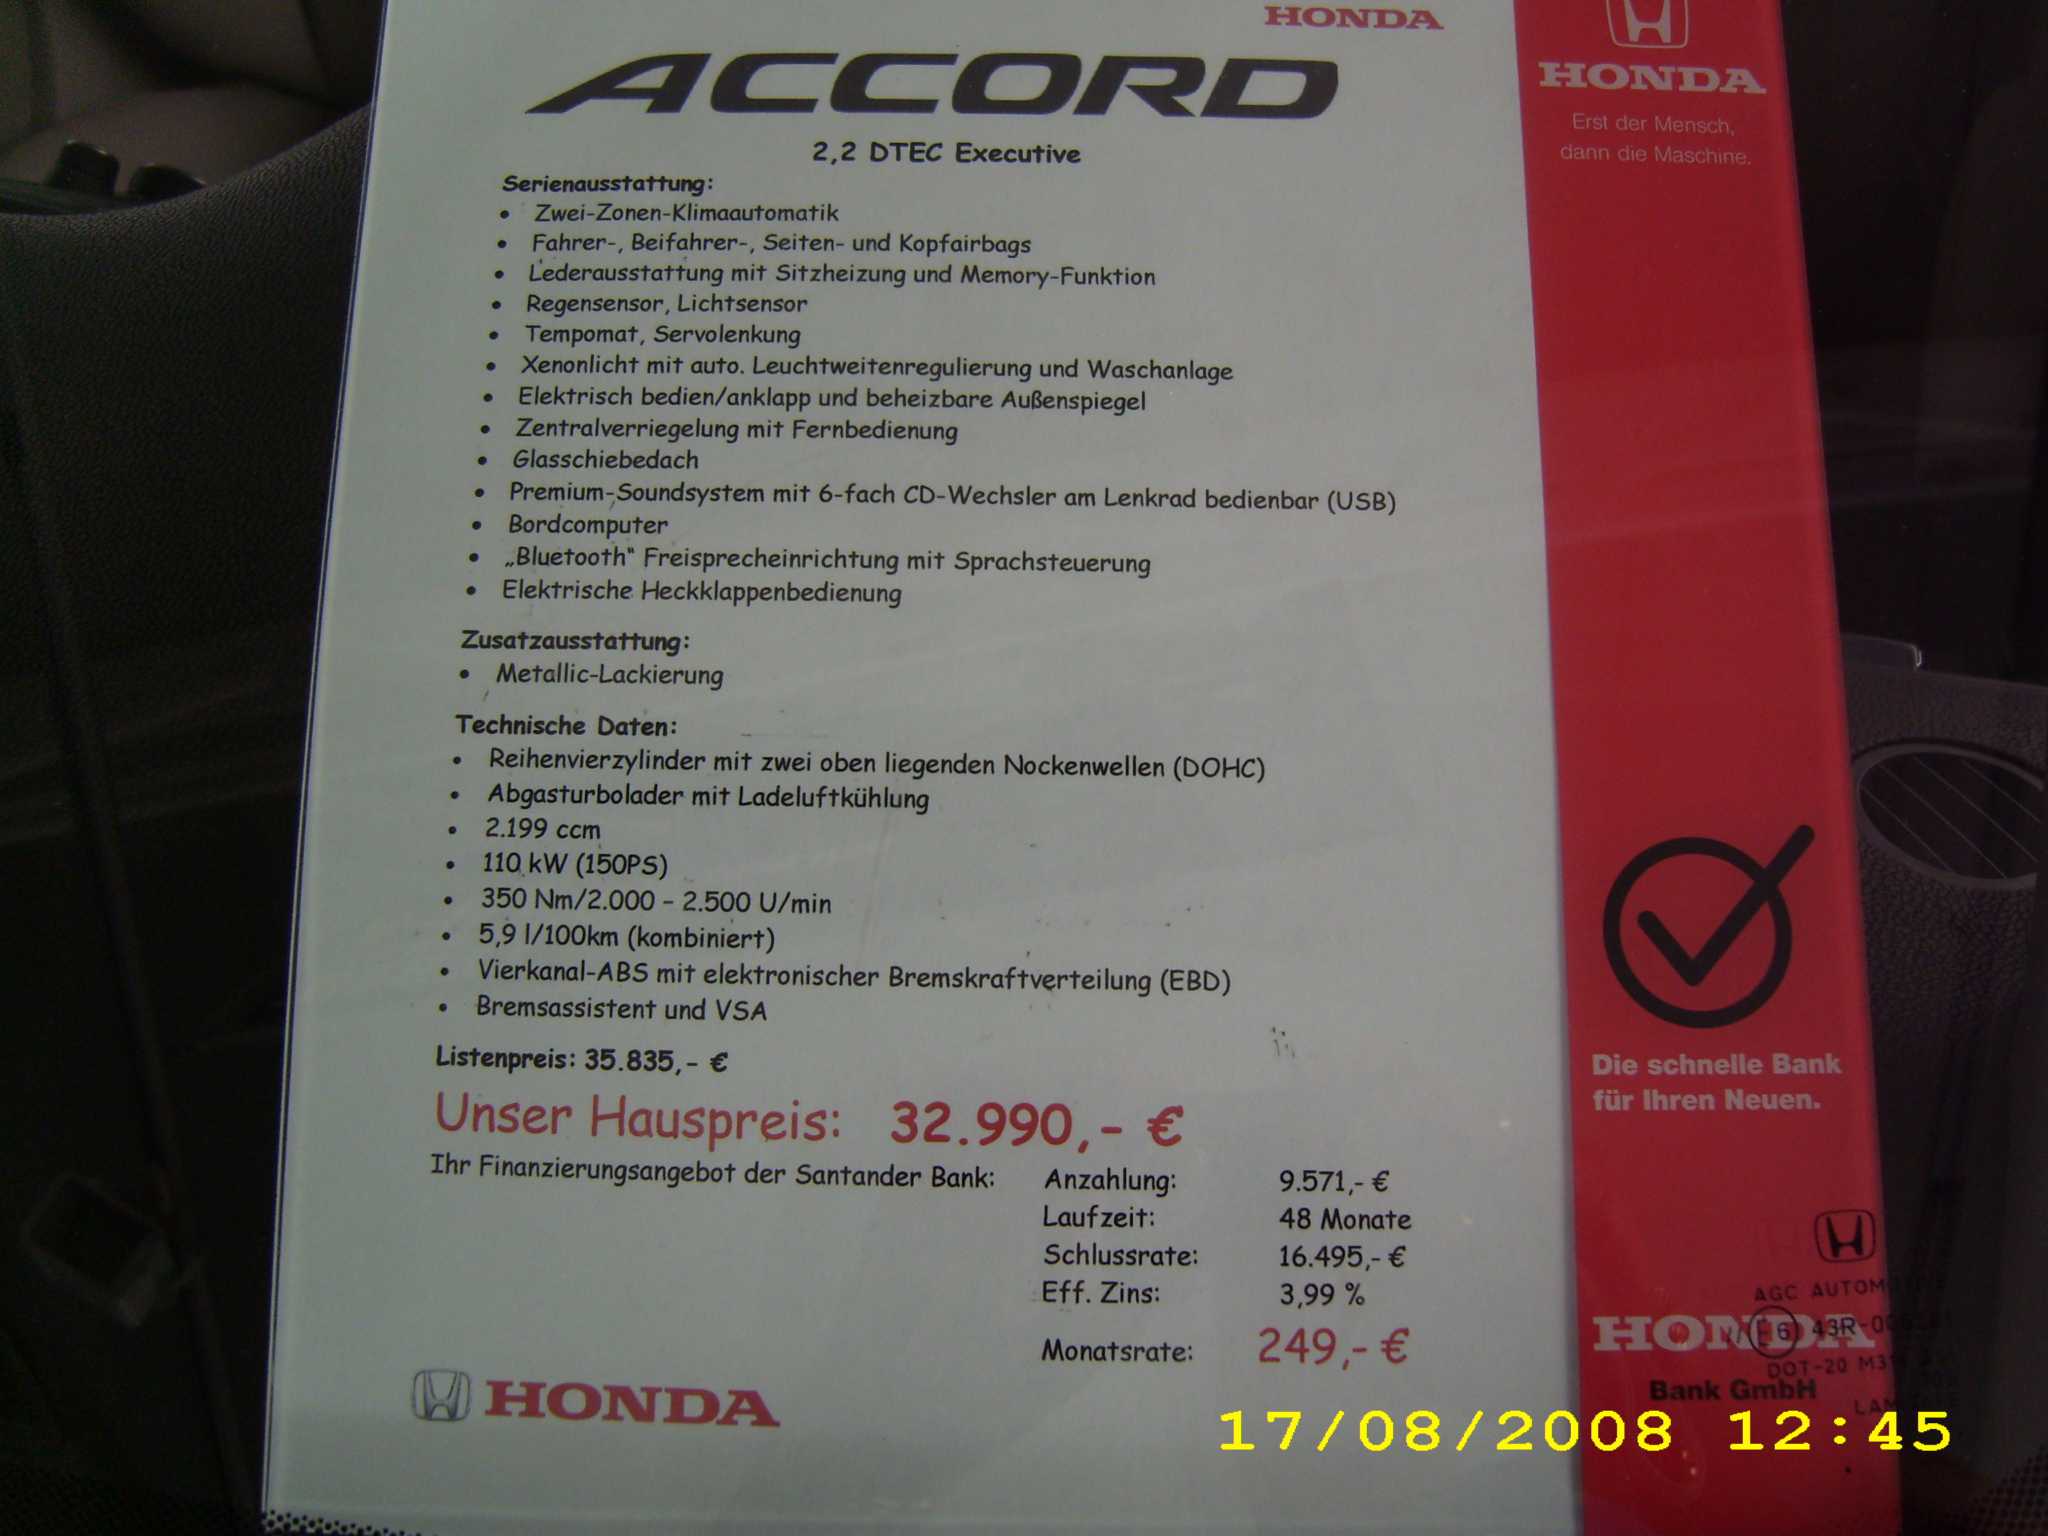 HONDA
ACCORD
2,2 DTEC Executive
Serienausstattung:
• Zwei-Zonen-Klimaautomatik
• Fahrer-, Beifahrer-, Seiten- und Kopfairbags
• Lederausstattung mit Sitzheizung und Memory-Funktion
• Regensensor, Lichtsensor
• Tempomat, Servolenkung
• Xenonlicht mit auto. Leuchtweitenregulierung und Waschanlage
• Elektrisch bedien/anklapp und beheizbare Außenspiegel
• Zentralverriegelung mit Fernbedienung
• Glasschiebedach
• Premium-Soundsystem mit 6-fach CD-Wechsler am Lenkrad bedienbar (USB)
• Bordcomputer
• „Bluetooth“ Freisprecheinrichtung mit Sprachsteuerung
• Elektrische Heckklappenbedienung
Zusatzausstattung:
• Metallic-Lackierung
Technische Daten:
• Reihenvierzylinder mit zwei oben liegenden Nockenwellen (DOHC)
• Abgasturbolader mit Ladeluftkühlung
• 2.199 ccm
• 110 kW (150PS)
• 350 Nm/2.000 – 2.500 U/min
• 5,9 l/100km (kombiniert)
• Vierkanal-ABS mit elektronischer Bremskraftverteilung (EBD)
• Bremsassistent und VSA
Listenpreis: 35.835,- €
Unser Hauspreis: 32.990,- €
Ihr Finanzierungsangebot der Santander Bank: Anzahlung: 9.571,- €
Laufzeit: 48 Monate
Schlussrate: 16.495,- €
Eff. Zins: 3,99 %
Monatsrate: 249,- €
HONDA
HONDA
Erst der Mensch,
dann die Maschine.
Die schnelle Bank
für Ihren Neuen.
HONDA
Bank GmbH
AGC
43R
DOT-20
17/08/2008 12:45